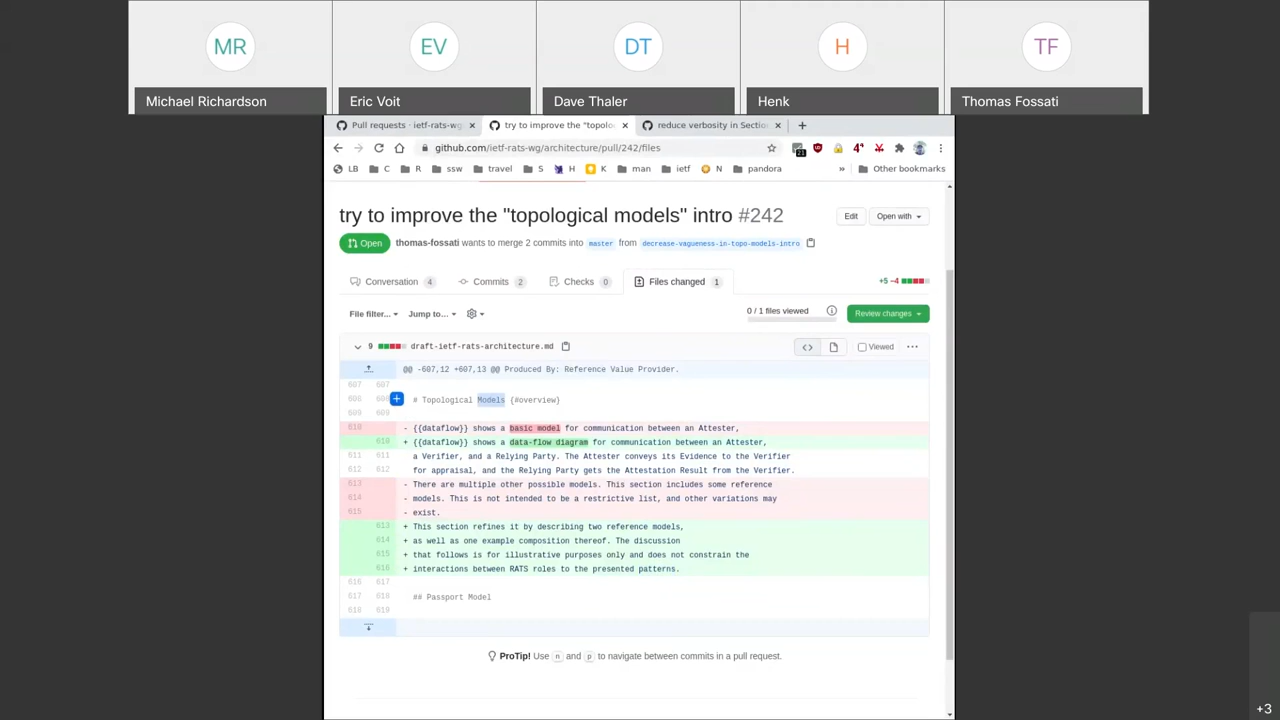 MR EV DT H TF
Michael Richardson Eric Voit Dave Thaler Henk Thomas Fossati
Pull requests · ietf-rats-wg × try to improve the "topolo × reduce verbosity in Section × +
github.com/ietf-rats-wg/architecture/pull/242/files 21
LB C R ssw travel S H K man ietf N pandora » Other bookmarks
try to improve the "topological models" intro #242 Edit Open with
Open thomas-fossati wants to merge 2 commits into master from decrease-vagueness-in-topo-models-intro
Conversation 4 Commits 2 Checks 0 Files changed 1 +5 −4
File filter... Jump to... 0 / 1 files viewed Review changes
9 draft-ietf-rats-architecture.md Viewed ...
@@ -607,12 +607,13 @@ Produced By: Reference Value Provider.
607 607
608 608 # Topological Models {#overview}
609 609
610 - {{dataflow}} shows a basic model for communication between an Attester,
610 + {{dataflow}} shows a data-flow diagram for communication between an Attester,
611 611 a Verifier, and a Relying Party. The Attester conveys its Evidence to the Verifier
612 612 for appraisal, and the Relying Party gets the Attestation Result from the Verifier.
613 - There are multiple other possible models. This section includes some reference
614 - models. This is not intended to be a restrictive list, and other variations may
615 - exist.
613 + This section refines it by describing two reference models,
614 + as well as one example composition thereof. The discussion
615 + that follows is for illustrative purposes only and does not constrain the
616 + interactions between RATS roles to the presented patterns.
616 617
617 618 ## Passport Model
618 619
ProTip! Use n and p to navigate between commits in a pull request.
+3